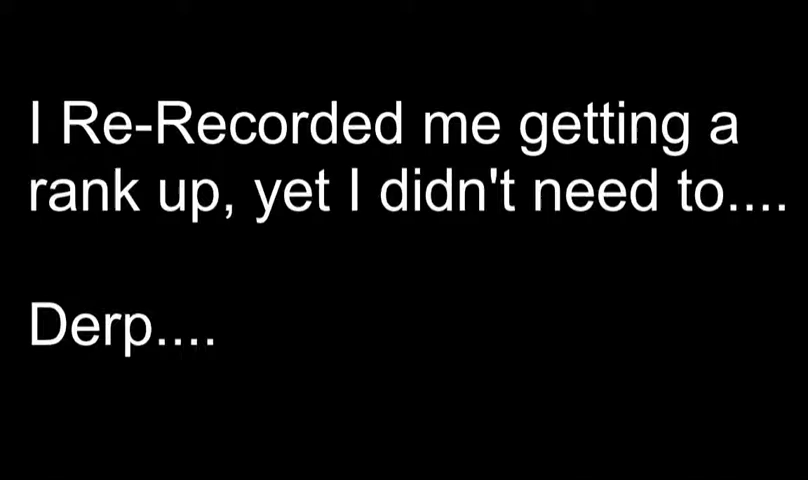 I Re-Recorded me getting a
rank up, yet I didn't need to....
Derp....